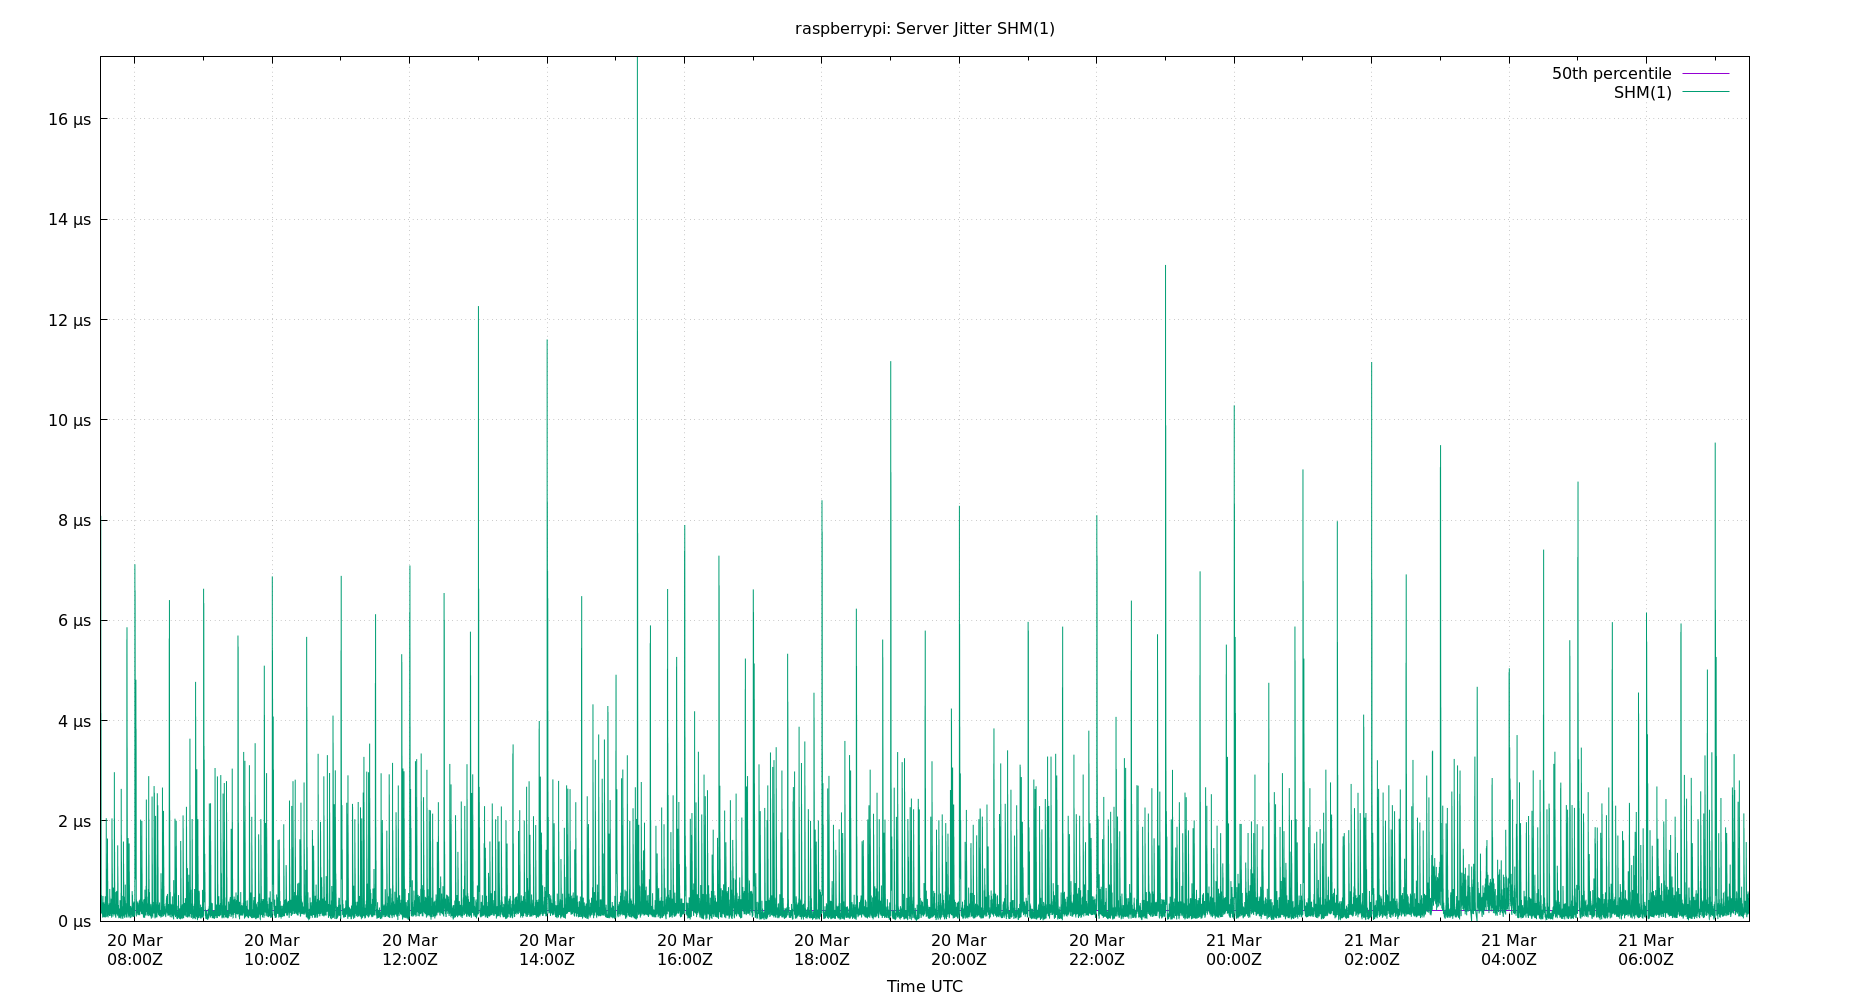 raspberrypi: Server Jitter SHM(1)
50th percentile
SHM(1)
16 µs
14 µs
12 µs
10 µs
8 µs
6 µs
4 µs
2 µs
0 µs
20 Mar 20 Mar 20 Mar 20 Mar 20 Mar 20 Mar 20 Mar 20 Mar 21 Mar 21 Mar 21 Mar 21 Mar
08:00Z 10:00Z 12:00Z 14:00Z 16:00Z 18:00Z 20:00Z 22:00Z 00:00Z 02:00Z 04:00Z 06:00Z
Time UTC